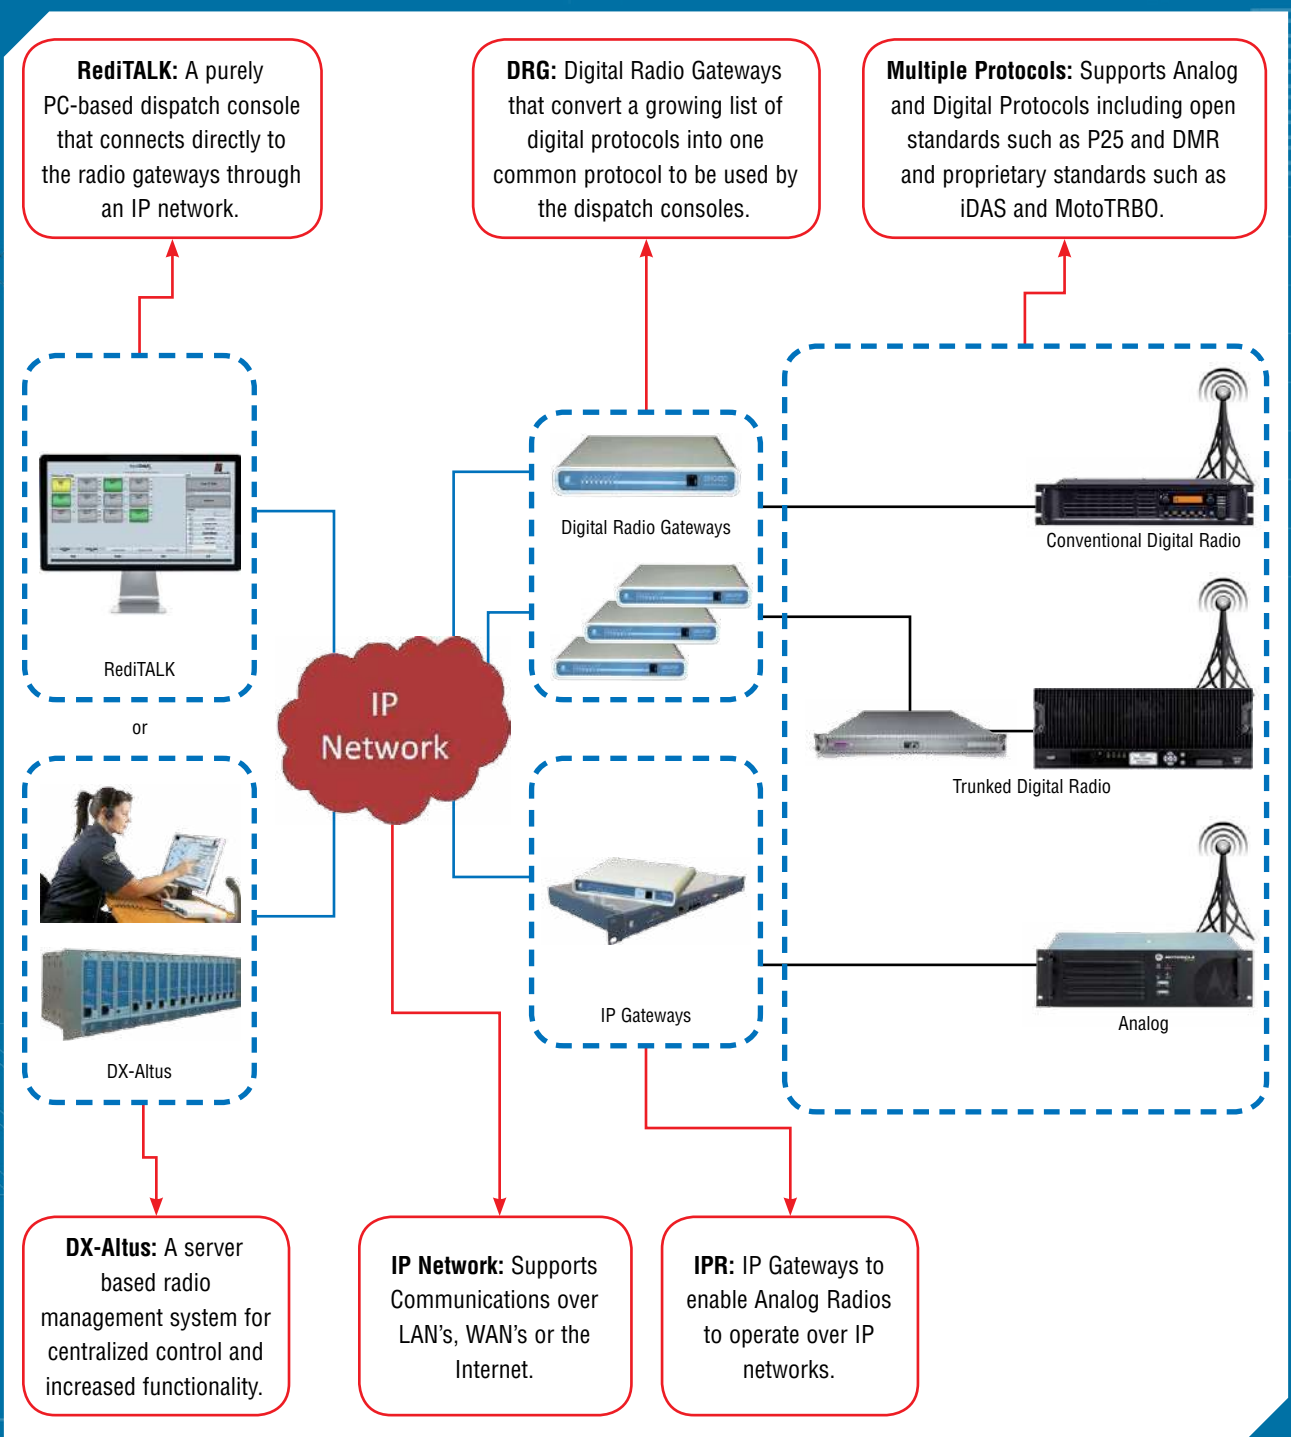 RediTALK: A purely
PC-based dispatch console
that connects directly to
the radio gateways through
an IP network.
DRG: Digital Radio Gateways
that convert a growing list of
digital protocols into one
common protocol to be used by
the dispatch consoles.
Multiple Protocols: Supports Analog
and Digital Protocols including open
standards such as P25 and DMR
and proprietary standards such as
iDAS and MotoTRBO.
RediTALK
or
DX-Altus
IP
Network
Digital Radio Gateways
IP Gateways
Conventional Digital Radio
Trunked Digital Radio
MOTOROLA
Analog
DX-Altus: A server
based radio
management system for
centralized control and
increased functionality.
IP Network: Supports
Communications over
LAN's, WAN's or the
Internet.
IPR: IP Gateways to
enable Analog Radios
to operate over IP
networks.